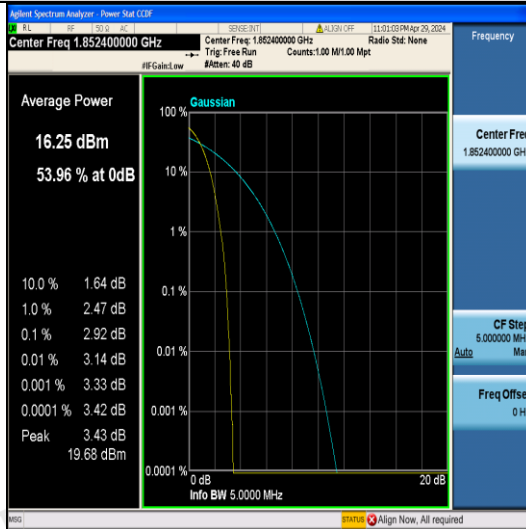 Agilent Spectrum Analyzer - Power Stat CCDF
RL RF 50 Ω AC SENSE:INT ALIGN OFF 11:01:03 PM Apr 29, 2024
Center Freq 1.852400000 GHz
Center Freq: 1.852400000 GHz Radio Std: None
Trig: Free Run Counts:1.00 M/1.00 Mpt
#IFGain:Low #Atten: 40 dB
Frequency
Average Power
16.25 dBm
53.96 % at 0dB
10.0 % 1.64 dB
1.0 % 2.47 dB
0.1 % 2.92 dB
0.01 % 3.14 dB
0.001 % 3.33 dB
0.0001 % 3.42 dB
Peak 3.43 dB
19.68 dBm
Gaussian
100 %
10 %
1 %
0.1 %
0.01 %
0.001 %
0.0001 %
0 dB 20 dB
Info BW 5.0000 MHz
Center Fre
1.852400000 GH
CF Step
5.000000 MH
Auto Ma
Freq Offse
0 H
MSG STATUS Align Now, All required